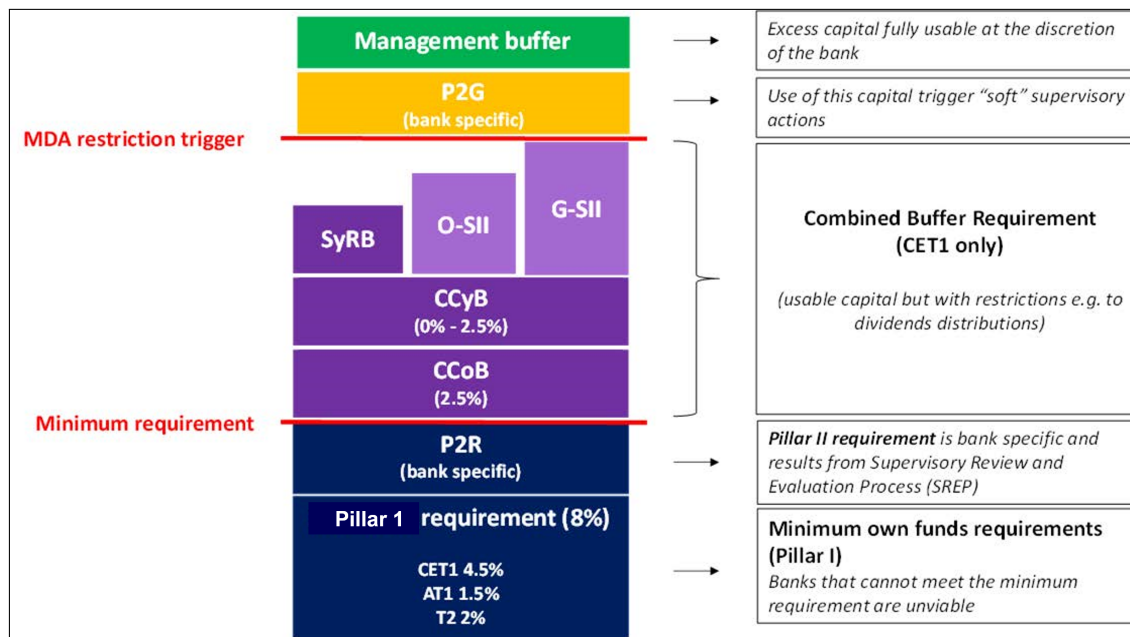 Management buffer
Excess capital fully usable at the discretion
of the bank
P2G
(bank specific)
Use of this capital trigger “soft” supervisory
actions
MDA restriction trigger
SyRB
O-SII
G-SII
Combined Buffer Requirement
(CET1 only)
(usable capital but with restrictions e.g. to
dividends distributions)
CCyB
(0% - 2.5%)
CCoB
(2.5%)
Minimum requirement
P2R
(bank specific)
Pillar II requirement is bank specific and
results from Supervisory Review and
Evaluation Process (SREP)
Pillar 1 requirement (8%)
CET1 4.5%
AT1 1.5%
T2 2%
Minimum own funds requirements
(Pillar I)
Banks that cannot meet the minimum
requirement are unviable